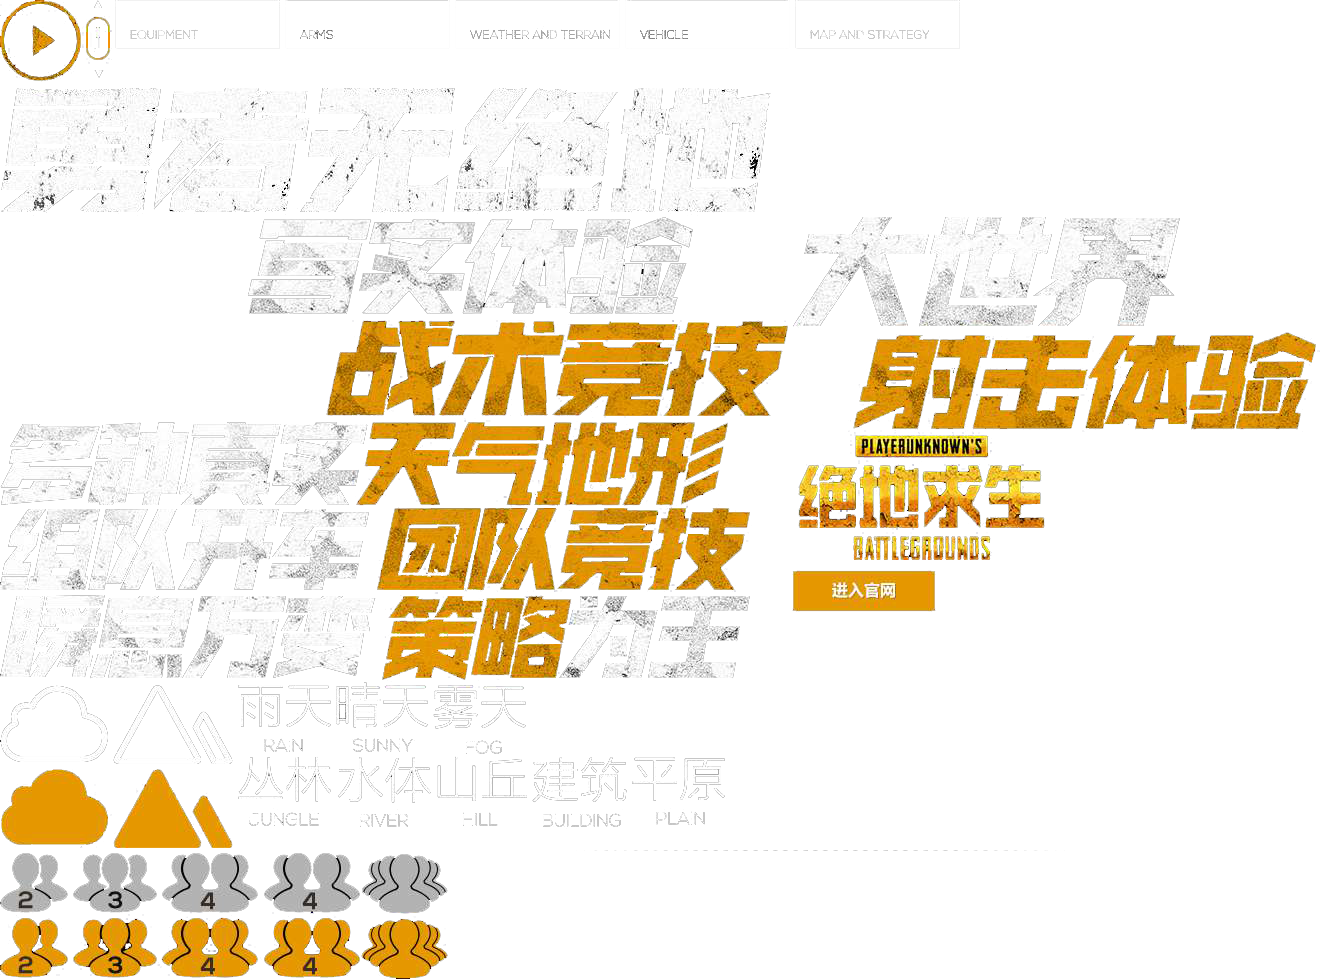 EQUIPMENT ARMS WEATHER AND TERRAIN VEHICLE MAP AND STRATEGY
勇者无绝地
真实体验 大世界
战术竞技 射击体验
多种真实天气地形
PLAYERUNKNOWN'S
绝地求生
组队开车团队竞技
BATTLEGROUNDS
进入官网
随意万变策略为主
雨天晴天雾天
RAIN SUNNY FOG
丛林水体山丘建筑平原
JUNGLE RIVER HILL BUILDING PLAIN
2 3 4 4
2 3 4 4